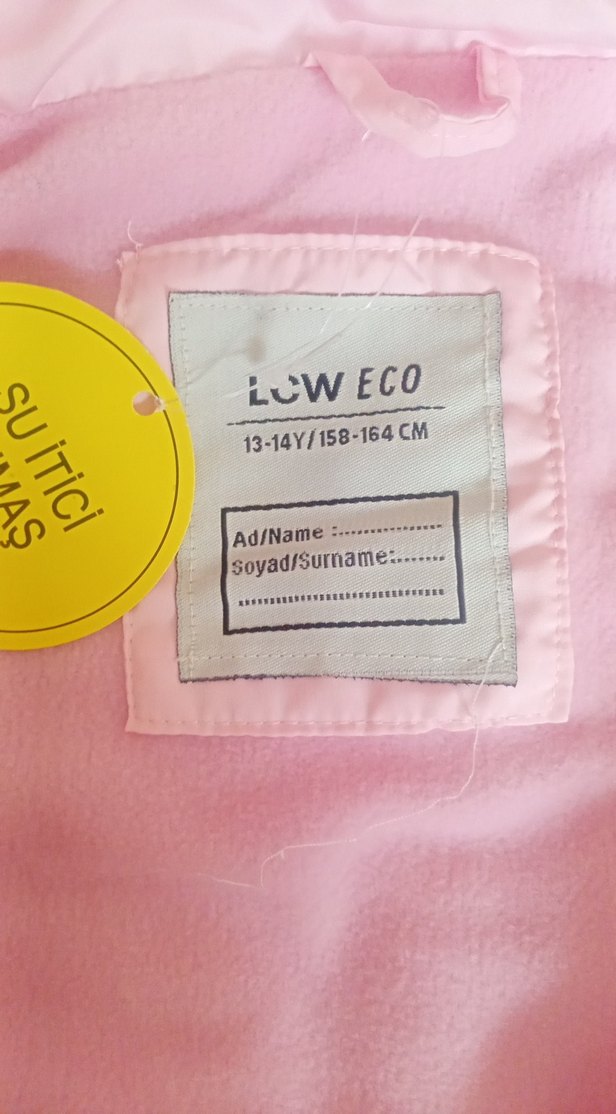 SU İTİCİ
LCW ECO
13-14Y/158-164 CM
Ad/Name :................
Soyad/Surname:.......
.................................